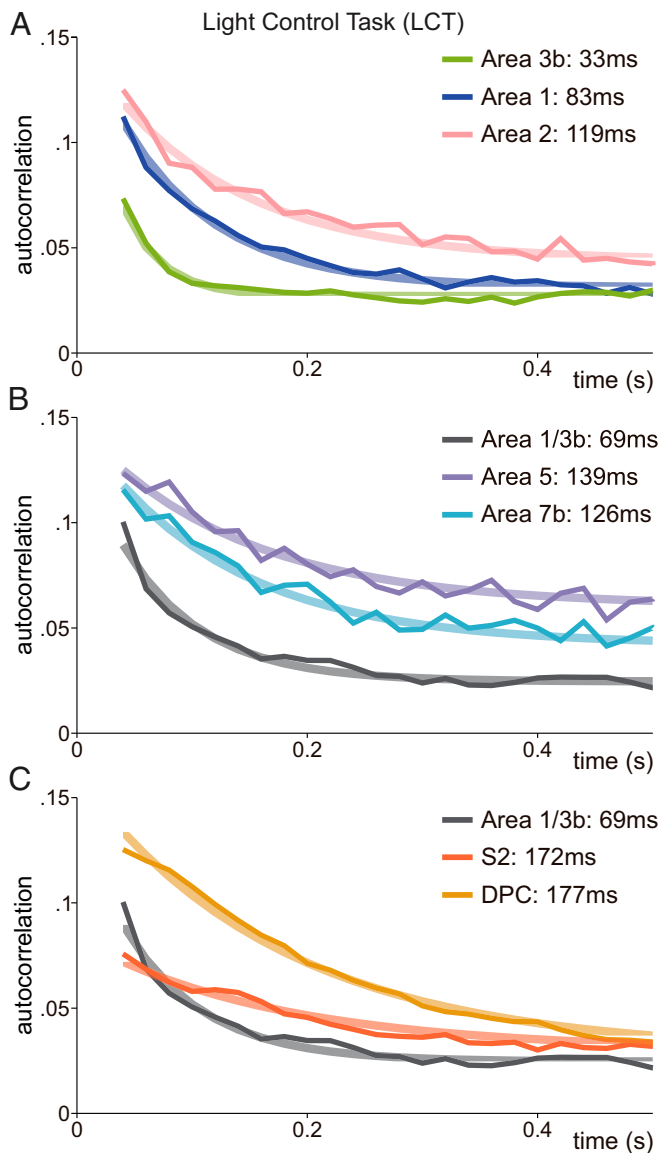 A
Light Control Task (LCT)
.15
Area 3b: 33ms
Area 1: 83ms
Area 2: 119ms
.1
autocorrelation
.05
0
0
0.2
0.4
time (s)
B
.15
Area 1/3b: 69ms
Area 5: 139ms
Area 7b: 126ms
.1
autocorrelation
.05
0
0
0.2
0.4
time (s)
C
.15
Area 1/3b: 69ms
S2: 172ms
DPC: 177ms
.1
autocorrelation
.05
0
0
0.2
0.4
time (s)